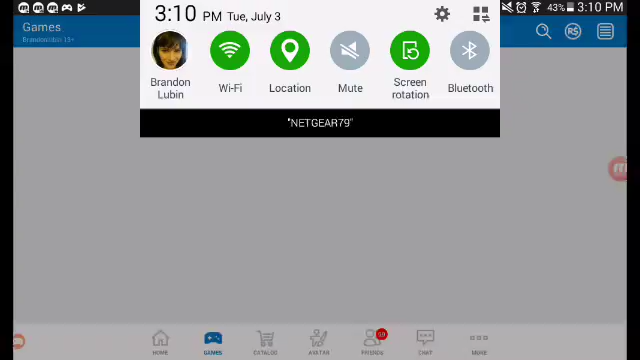 43% 3:10 PM
3:10 PM Tue, July 3
Games
R$
Brandon
Lubin
Wi-Fi
Location
Mute
Screen
rotation
Bluetooth
"NETGEAR79"
HOME
GAMES
CATALOG
AVATAR
FRIENDS
CHAT
MORE